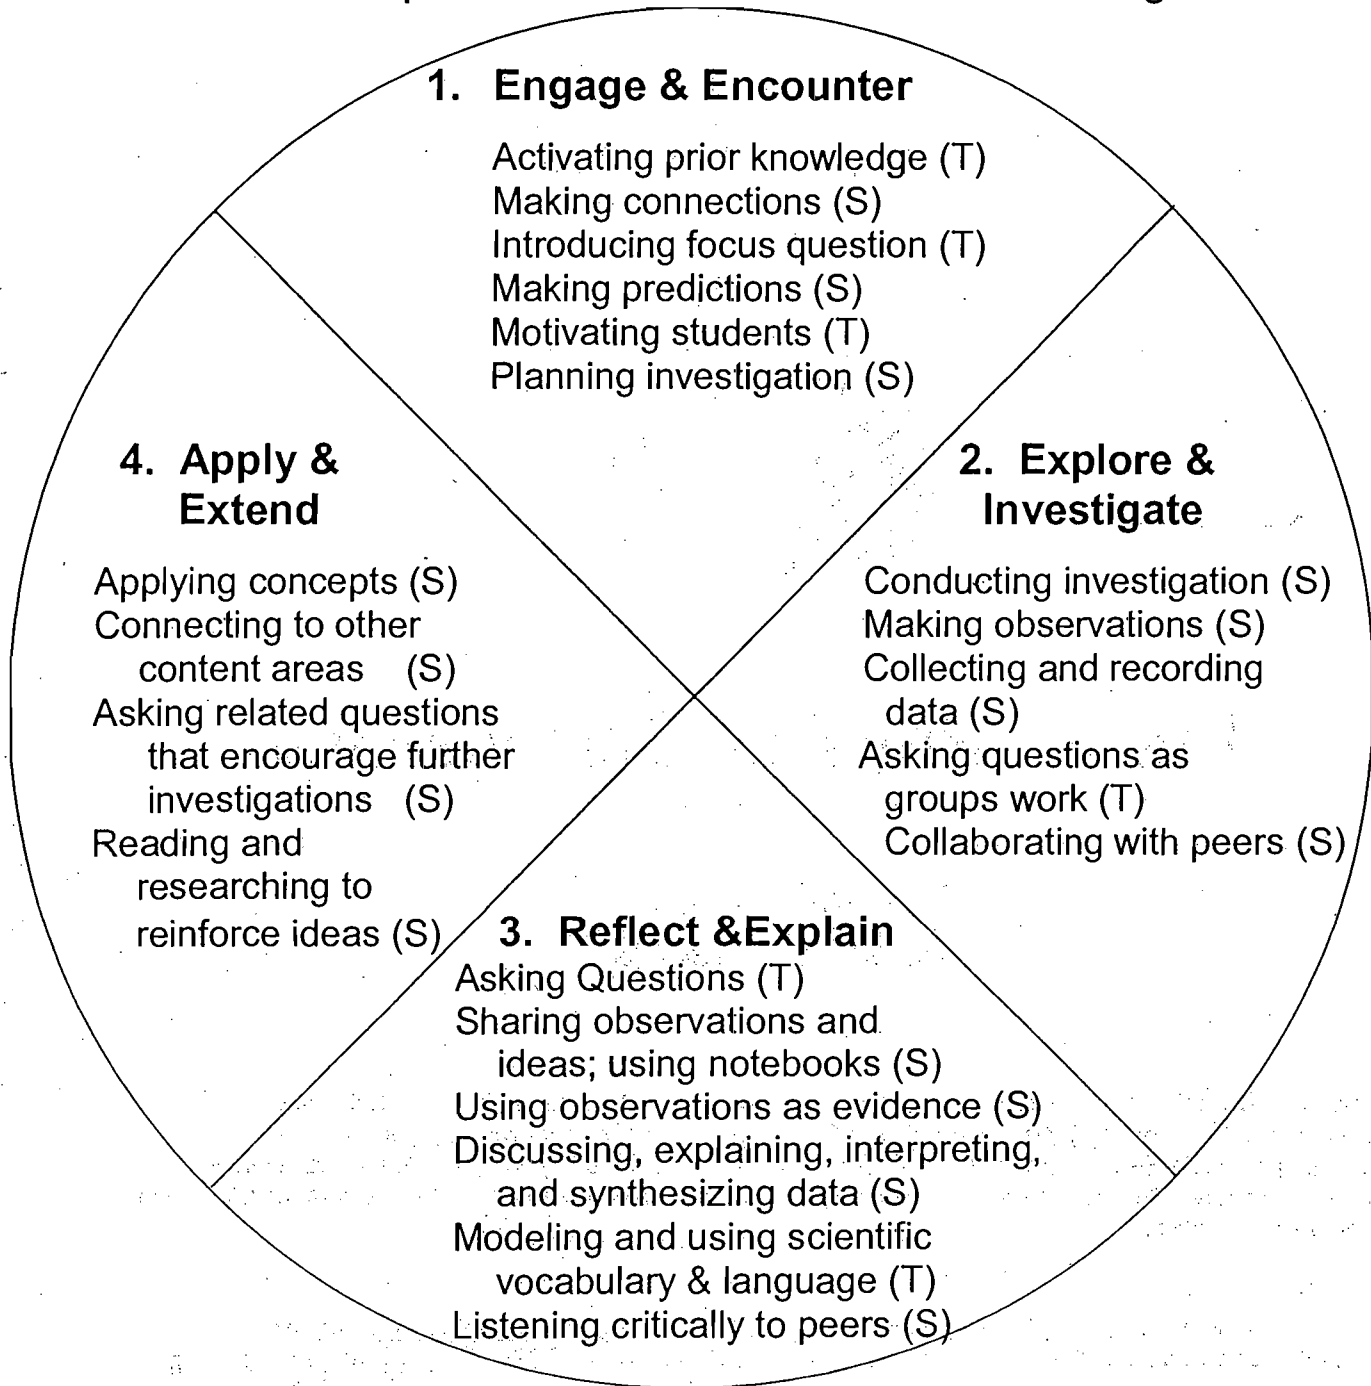 1. Engage & Encounter
Activating prior knowledge (T)
Making connections (S)
Introducing focus question (T)
Making predictions (S)
Motivating students (T)
Planning investigation (S)
2. Explore &
Investigate
Conducting investigation (S)
Making observations (S)
Collecting and recording
data (S)
Asking questions as
groups work (T)
Collaborating with peers (S)
3. Reflect &Explain
Asking Questions (T)
Sharing observations and
ideas; using notebooks (S)
Using observations as evidence (S)
Discussing, explaining, interpreting,
and synthesizing data (S)
Modeling and using scientific
vocabulary & language (T)
Listening critically to peers (S)
4. Apply &
Extend
Applying concepts (S)
Connecting to other
content areas (S)
Asking related questions
that encourage further
investigations (S)
Reading and
researching to
reinforce ideas (S)